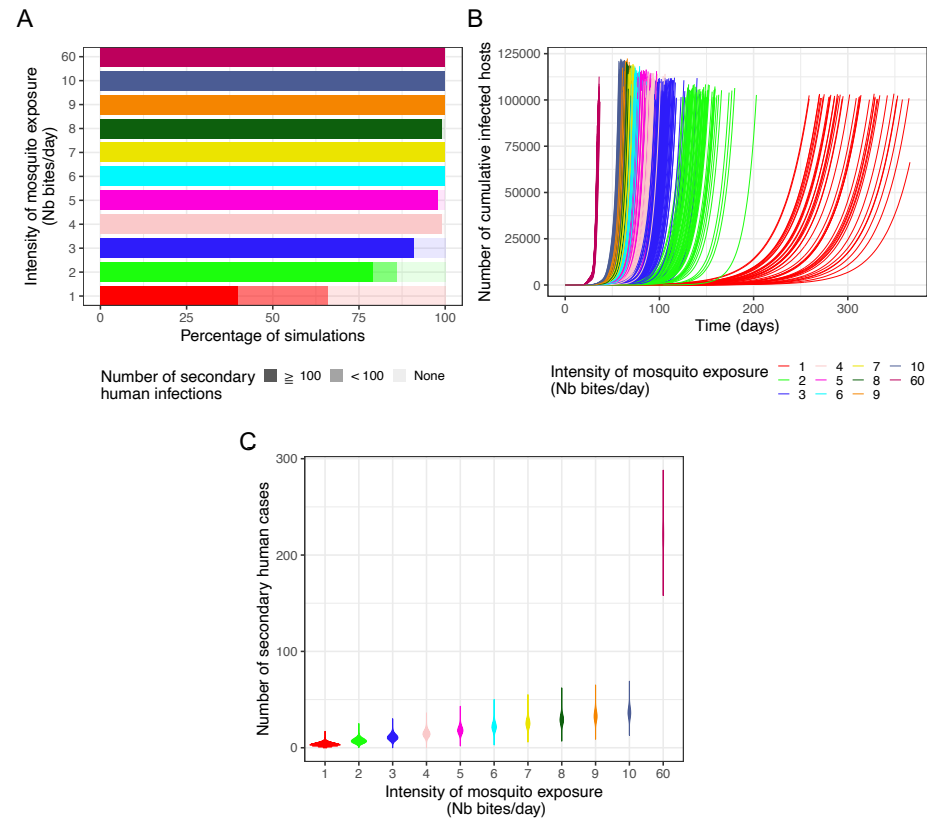 A
Intensity of mosquito exposure
(Nb bites/day)
60
10
9
8
7
6
5
4
3
2
1
0 25 50 75 100
Percentage of simulations
Number of secondary
human infections
≧ 100 < 100 None
B
Number of cumulative infected hosts
125000
100000
75000
50000
25000
0
0 100 200 300
Time (days)
Intensity of mosquito exposure
(Nb bites/day)
1 4 7 10
2 5 8 60
3 6 9
C
Number of secondary human cases
300
200
100
0
1 2 3 4 5 6 7 8 9 10 60
Intensity of mosquito exposure
(Nb bites/day)